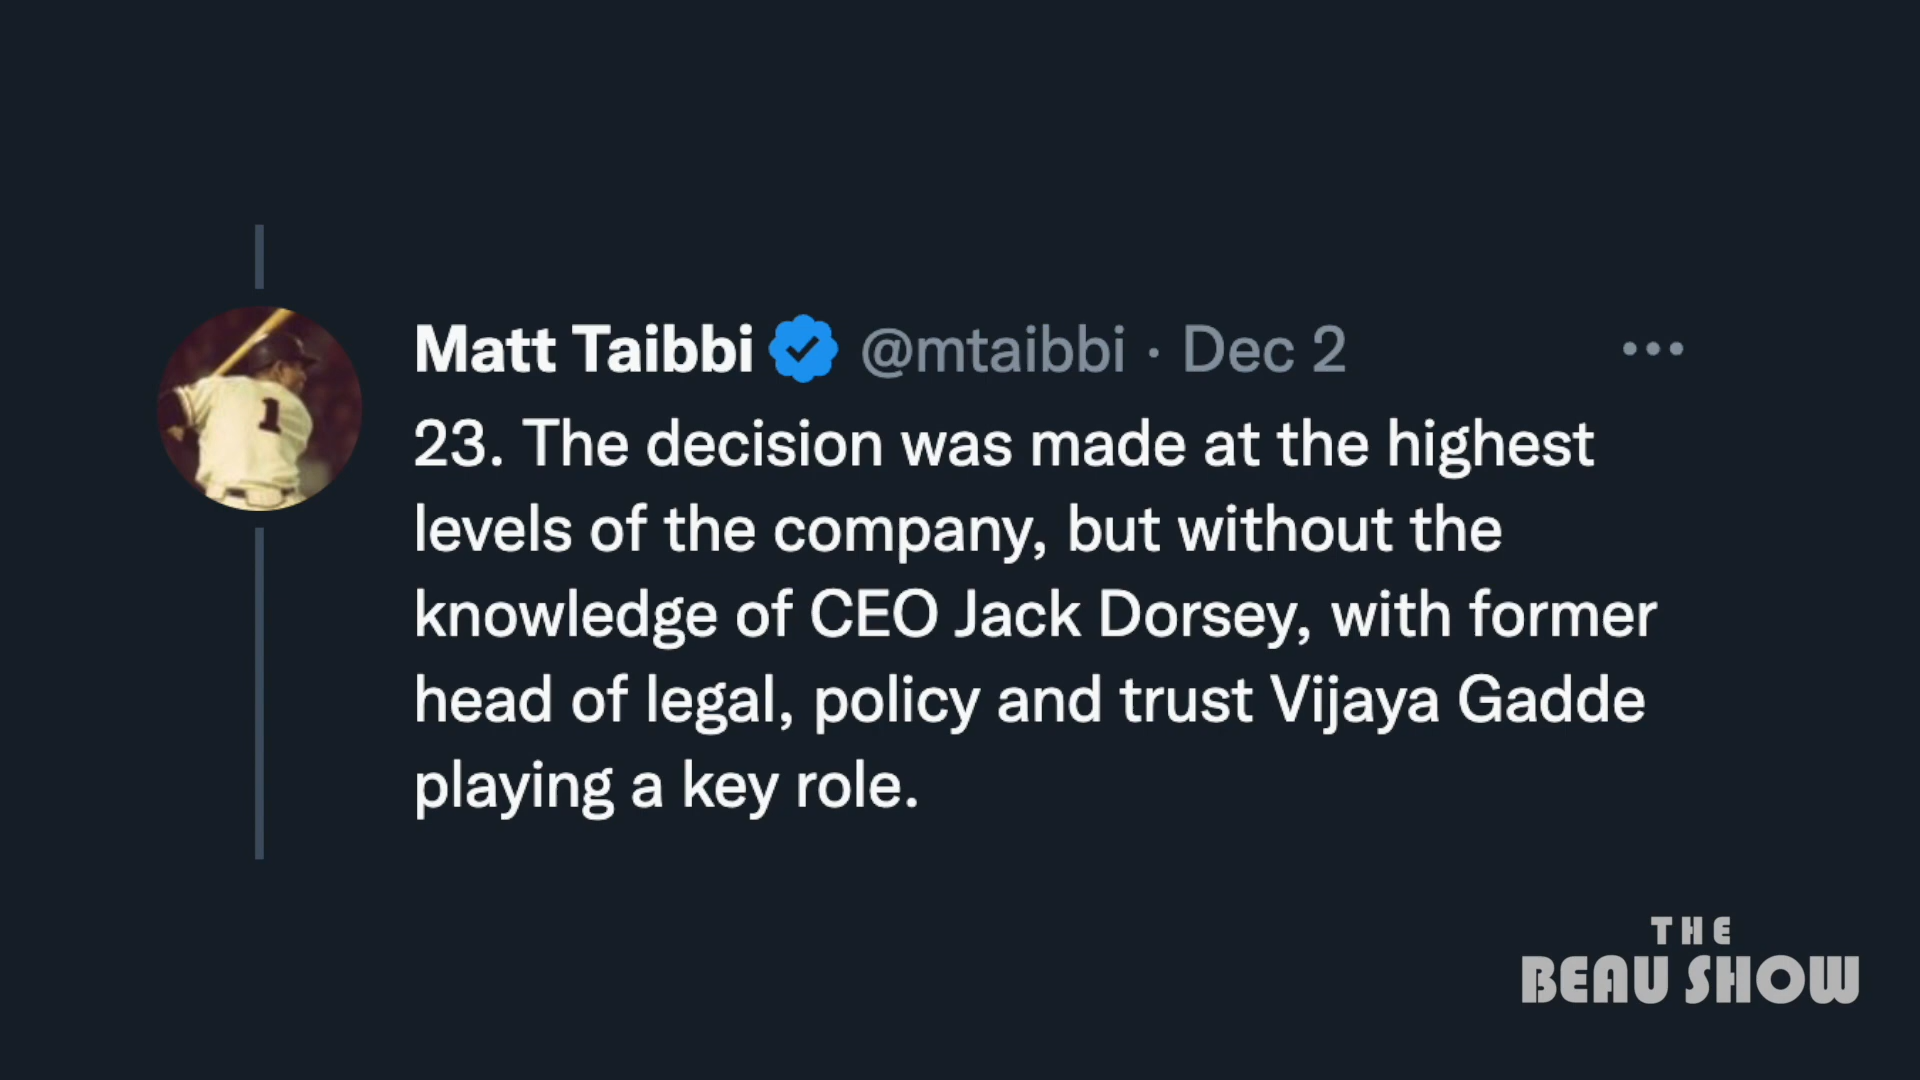 Matt Taibbi @mtaibbi · Dec 2
23. The decision was made at the highest
levels of the company, but without the
knowledge of CEO Jack Dorsey, with former
head of legal, policy and trust Vijaya Gadde
playing a key role.
1
THE
BEAU SHOW